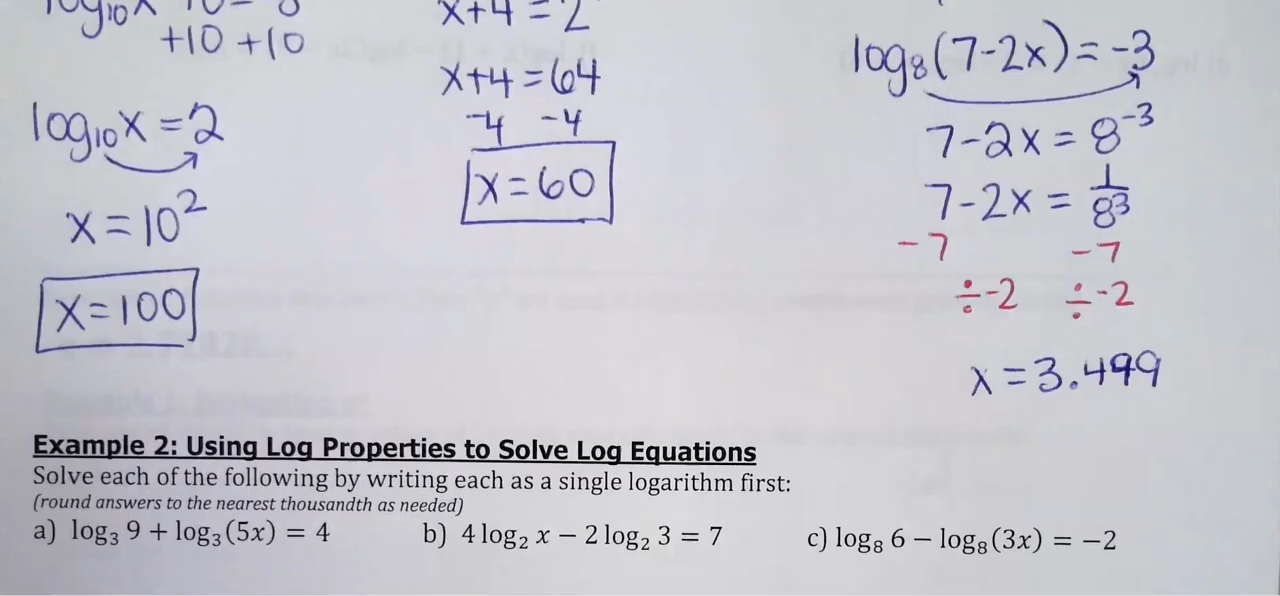 +10 +10
log₁₀x = 2
x = 10²
x = 100
x+4 = 2
x+4 = 64
-4 -4
x = 60
log₈(7-2x) = -3
7-2x = 8⁻³
7-2x = 1/8³
-7 -7
÷-2 ÷-2
x = 3.499
Example 2: Using Log Properties to Solve Log Equations
Solve each of the following by writing each as a single logarithm first:
(round answers to the nearest thousandth as needed)
a) log₃ 9 + log₃(5x) = 4 b) 4 log₂ x − 2 log₂ 3 = 7 c) log₈ 6 − log₈(3x) = −2